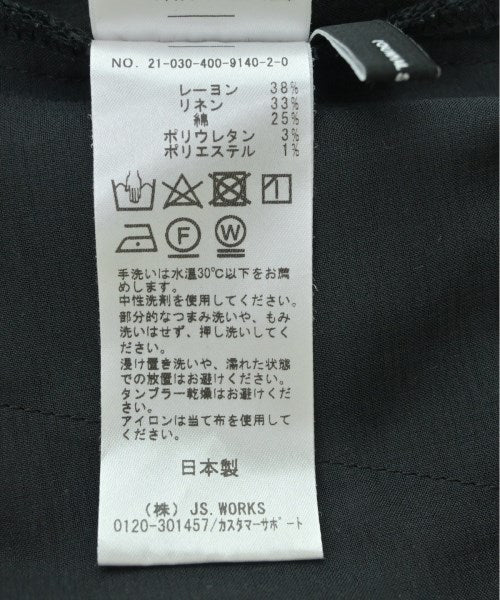 NO. 21-030-400-9140-2-0
レーヨン 38%
リネン 33%
綿 25%
ポリウレタン 3%
ポリエステル 1%
F W
手洗いは水温30℃以下をお薦
めします。
中性洗剤を使用してください。
部分的なつまみ洗いや、もみ
洗いはせず、押し洗いしてく
ださい。
浸け置き洗いや、濡れた状態
での放置はお避けください。
タンブラー乾燥はお避けください。
アイロンは当て布を使用して
ください。
日本製
(株) JS.WORKS
0120-301457/カスタマーサポート